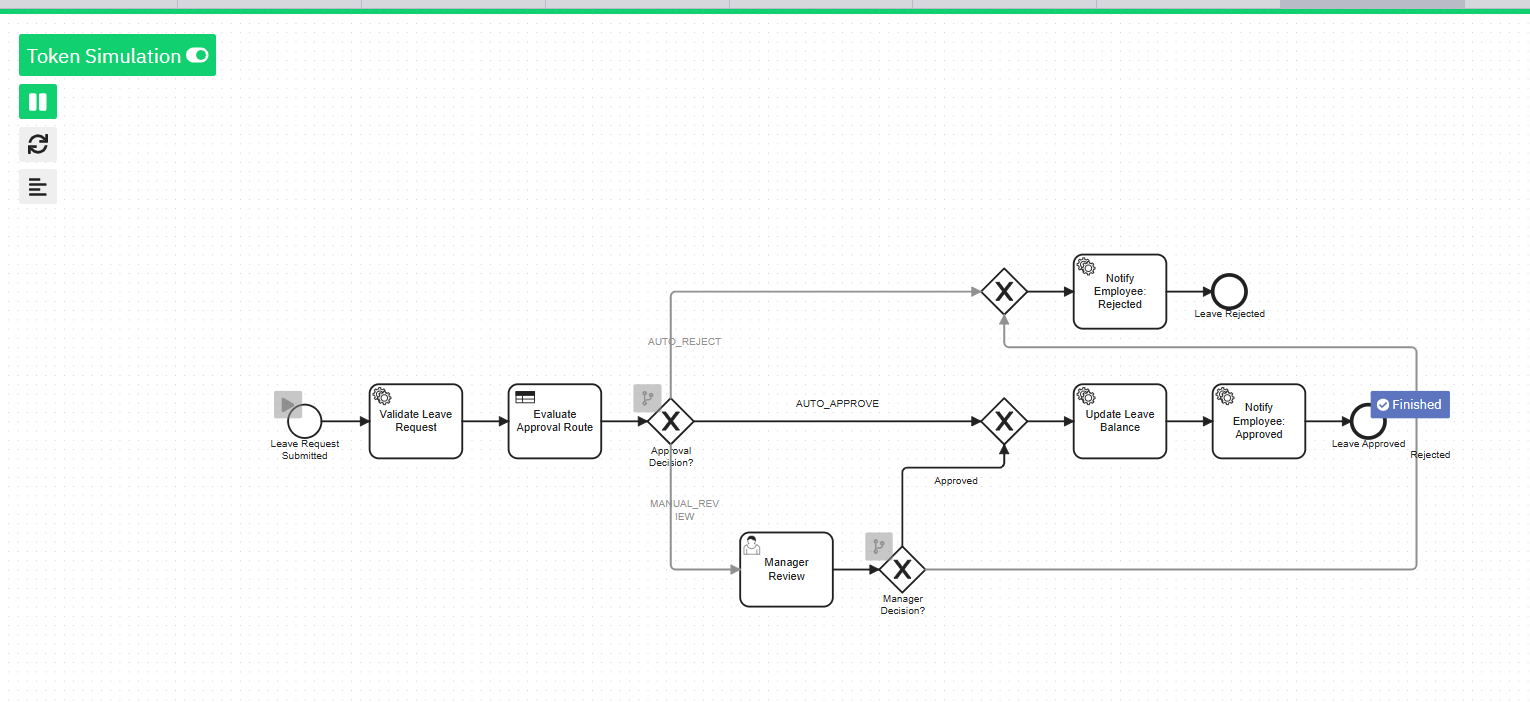 Token Simulation
Notify
Employee:
Rejected
Leave Rejected
AUTO_REJECT
Leave Request
Submitted
Validate Leave
Request
Evaluate
Approval Route
Approval
Decision?
AUTO_APPROVE
Update Leave
Balance
Notify
Employee:
Approved
Finished
Leave Approved
Rejected
Approved
MANUAL_REV
IEW
Manager
Review
Manager
Decision?